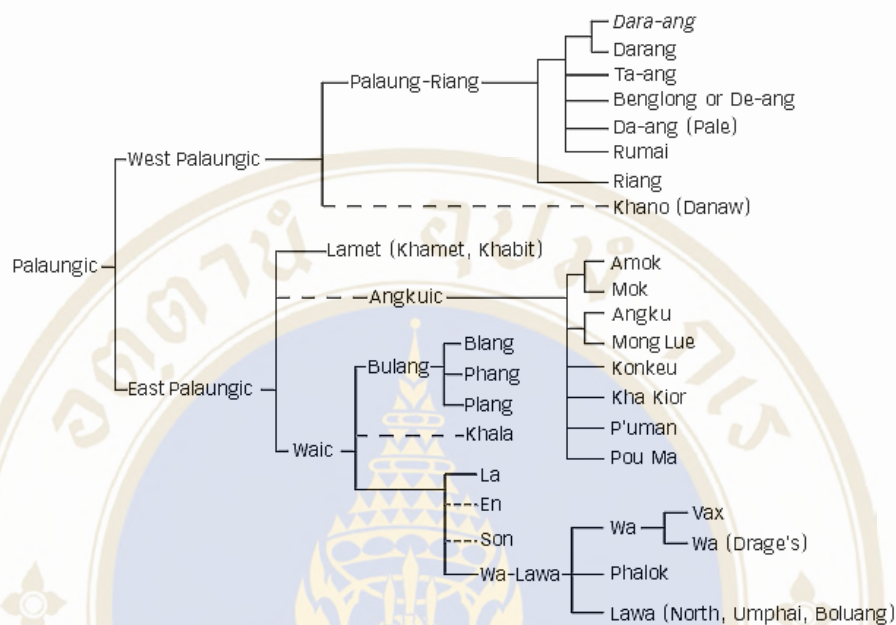 Dara-ang
Darang
Ta-ang
Palaung-Riang
Benglong or De-ang
Da-ang (Pale)
Rumai
West Palaungic
Riang
Khano (Danaw)
Palaungic
Lamet (Khamet, Khabit)
Amok
Mok
Angkuic
Angku
Mong Lue
Blang
Bulang
Phang
Konkeu
East Palaungic
Plang
Kha Kior
Khala
P'uman
Waic
Pou Ma
La
En
Vax
Wa
Son
Wa (Drage's)
Wa-Lawa
Phalok
Lawa (North, Umphai, Boluang)